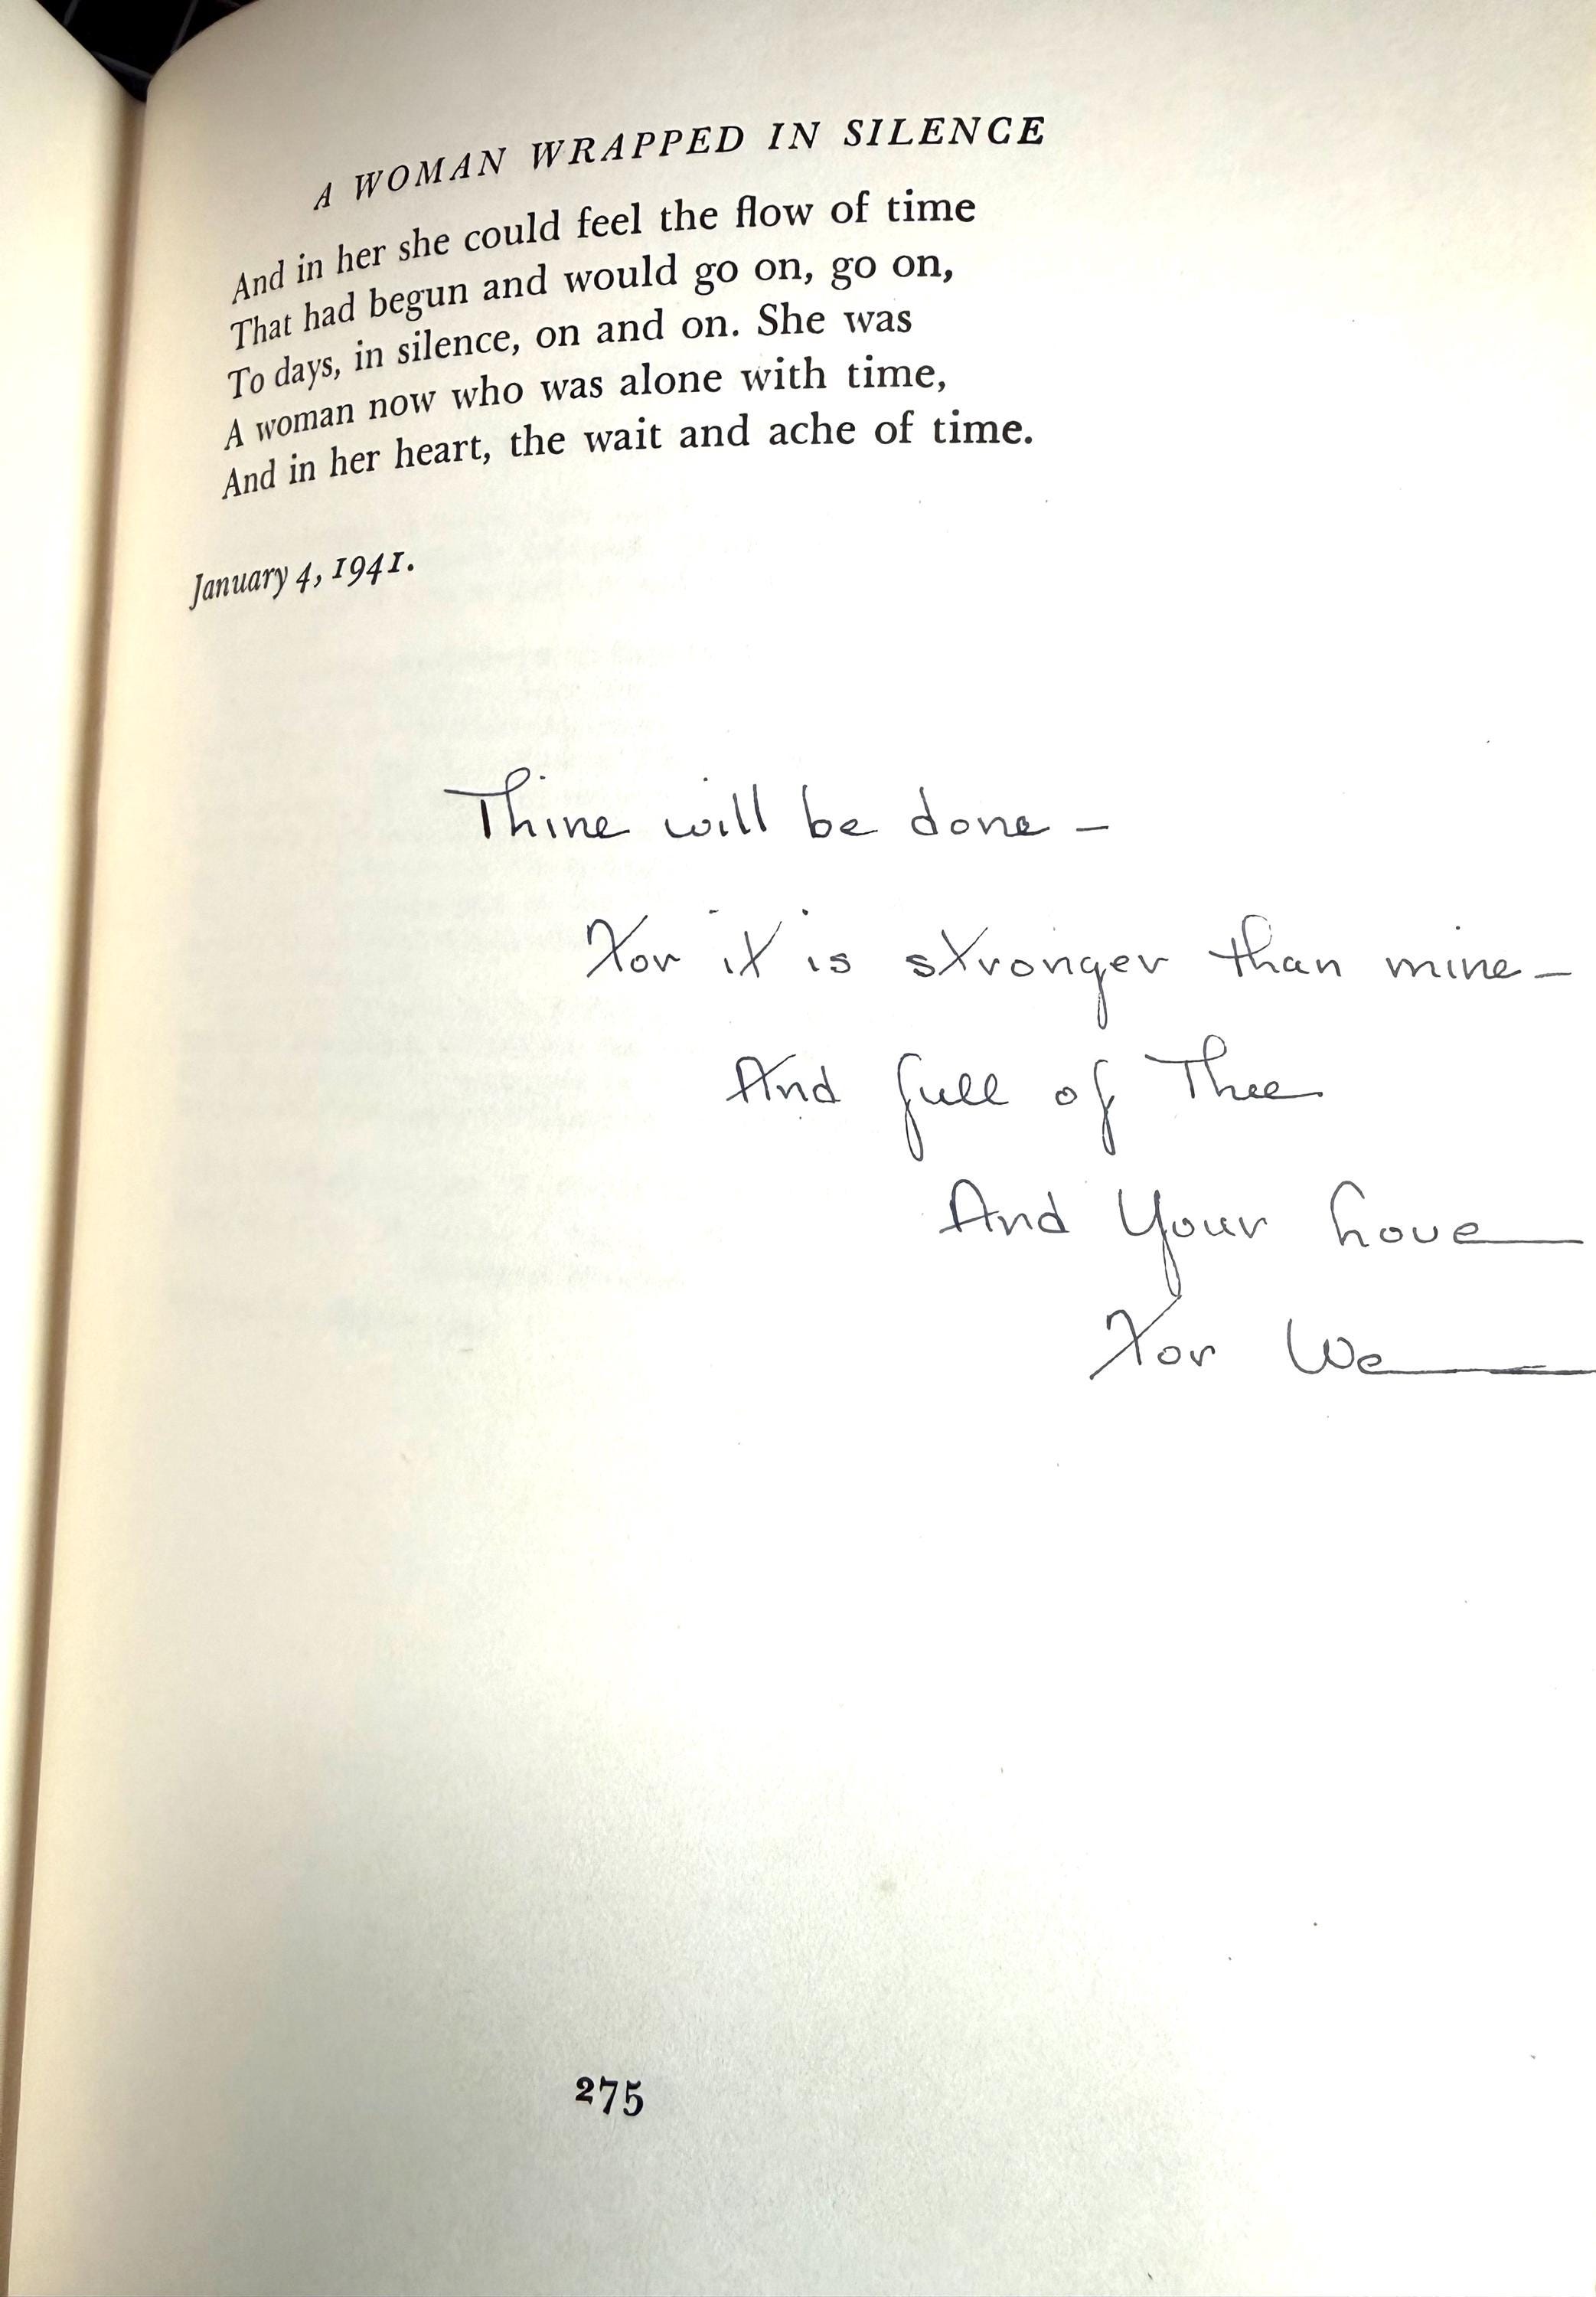 A WOMAN WRAPPED IN SILENCE
And in her she could feel the flow of time
That had begun and would go on, go on,
To days, in silence, on and on. She was
A woman now who was alone with time,
And in her heart, the wait and ache of time.
January 4, 1941.
Thine will be done –
For it is stronger than mine –
And full of Thee
And Your Love
For We
275